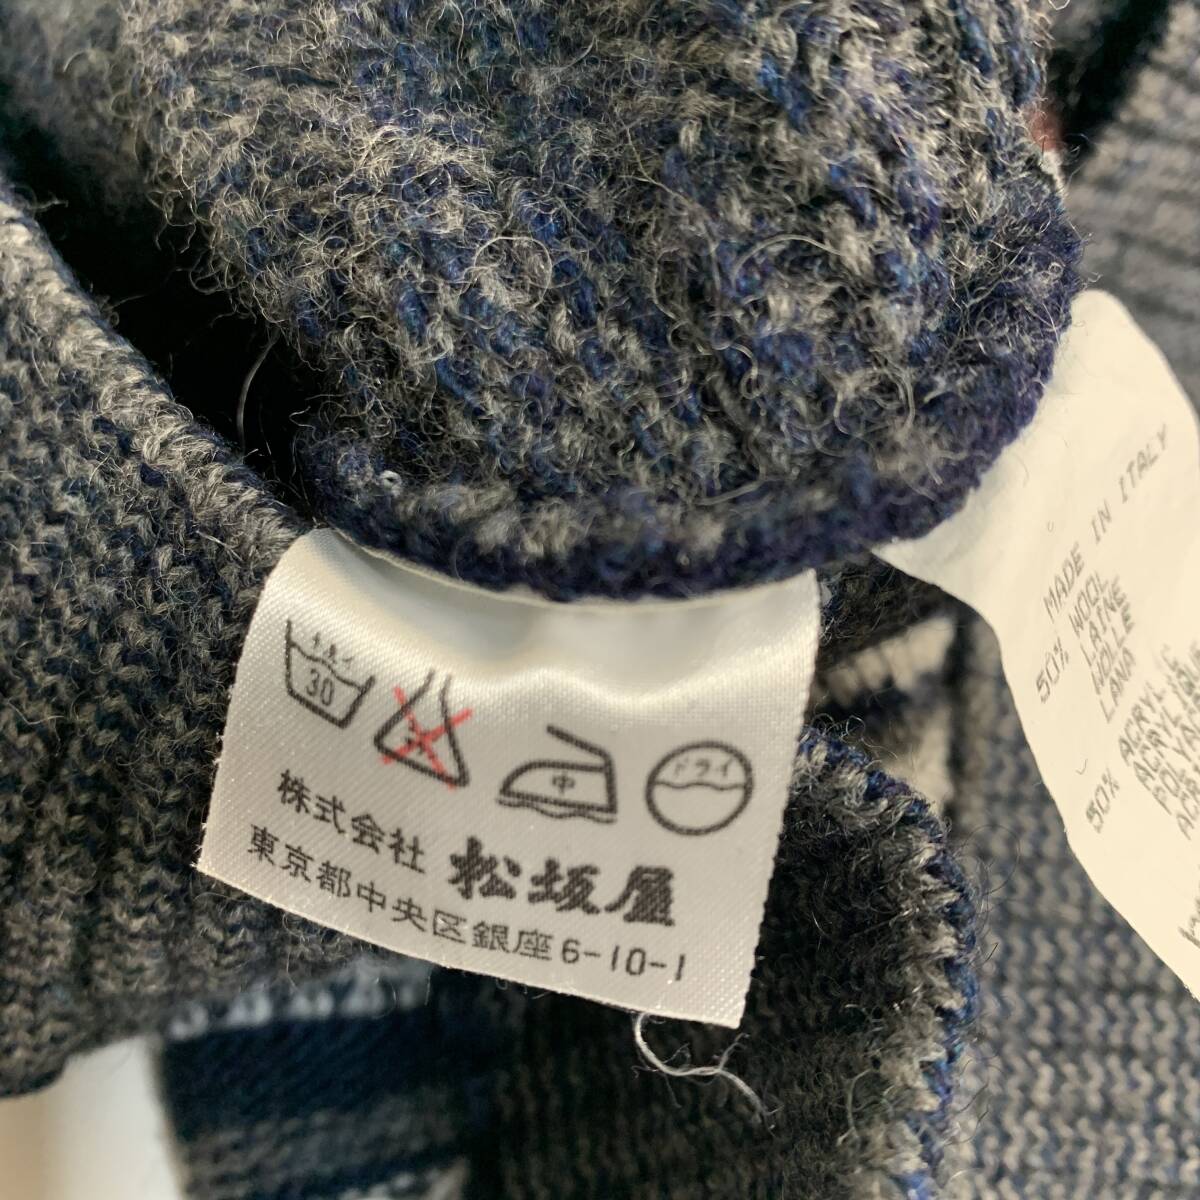 30
中
ドライ
株式会社 松坂屋
東京都中央区銀座6-10-1
MADE IN ITALY
50% WOOL
LAINE
WOLLE
LANA
50% ACRYLIC